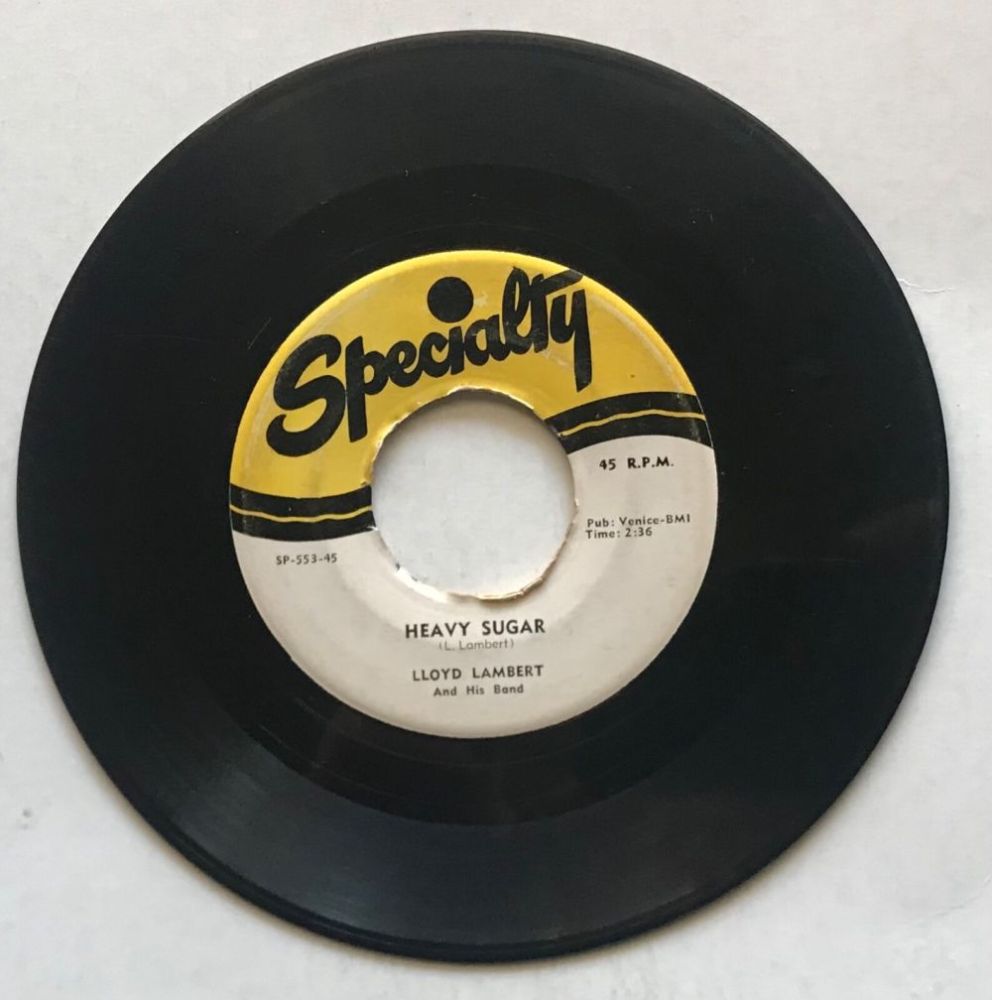 Specialty
45 R.P.M.
Pub: Venice-BMI
Time: 2:36
SP-553-45
HEAVY SUGAR
(L. Lambert)
LLOYD LAMBERT
And His Band